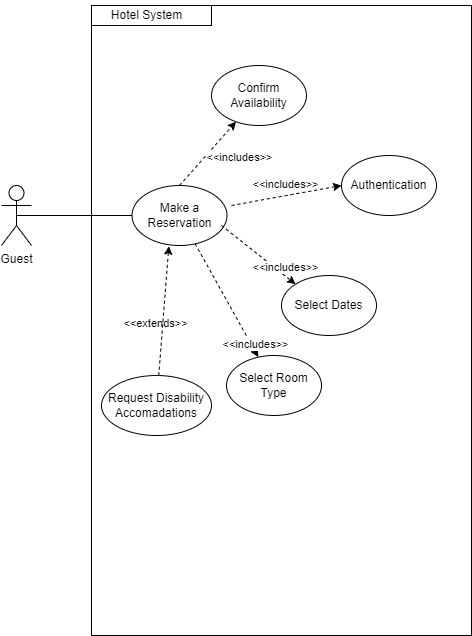 Hotel System
Confirm
Availability
<<includes>>
<<includes>>
Authentication
Make a
Reservation
Guest
<<includes>>
Select Dates
<<extends>>
<<includes>>
Select Room
Type
Request Disability
Accomadations